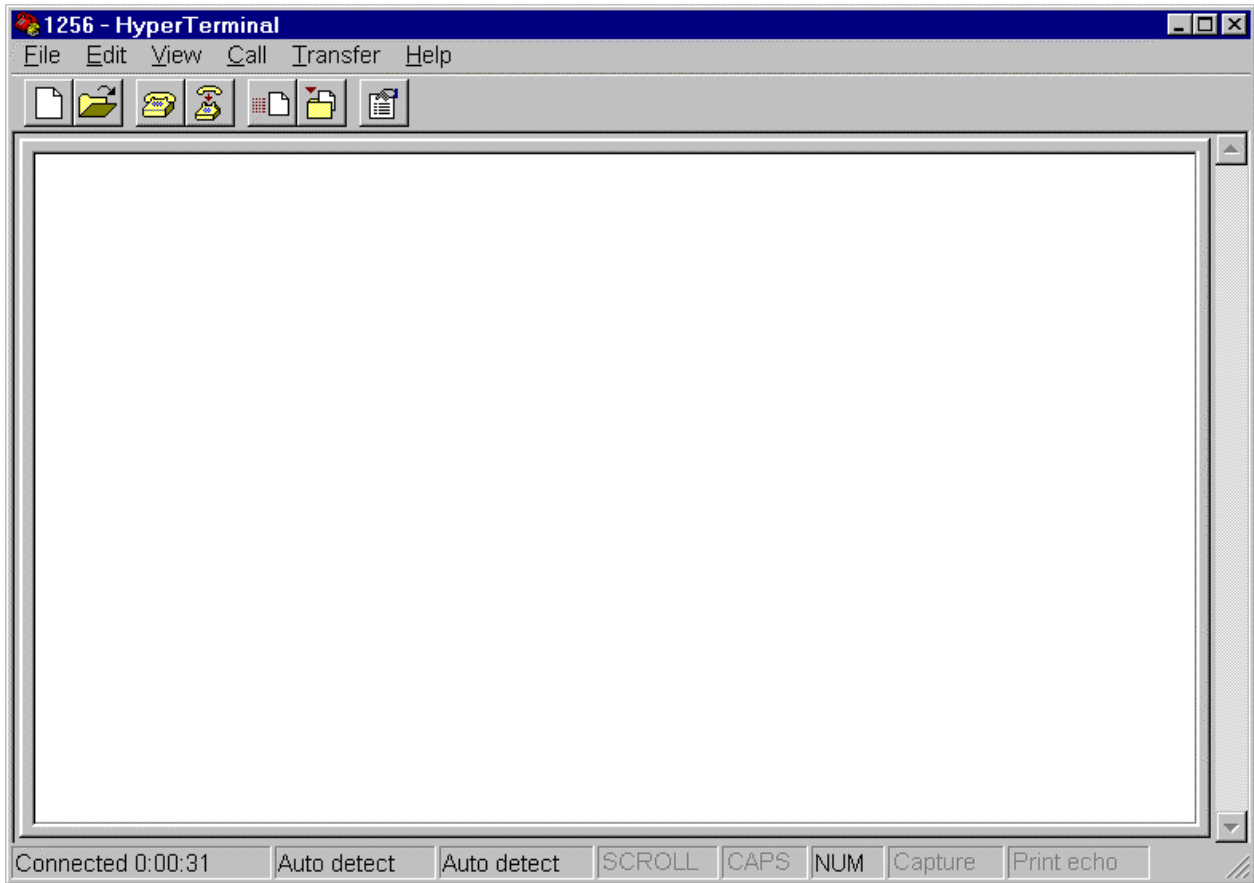 1256 - HyperTerminal
File Edit View Call Transfer Help
Connected 0:00:31 Auto detect Auto detect SCROLL CAPS NUM Capture Print echo